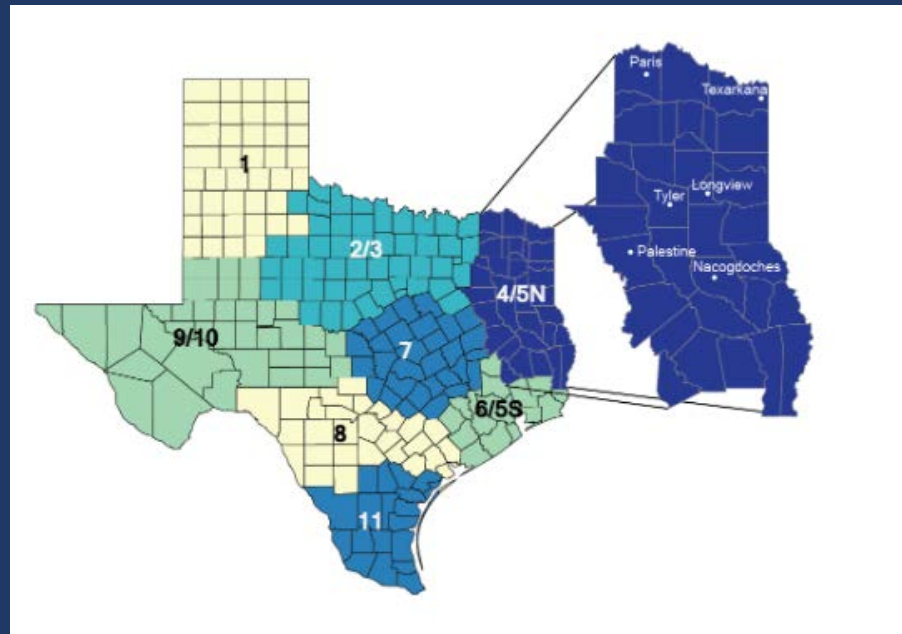 Paris
Texarkana
1
Longview
Tyler
2/3
Palestine
Nacogdoches
4/5N
9/10
7
6/5S
8
11